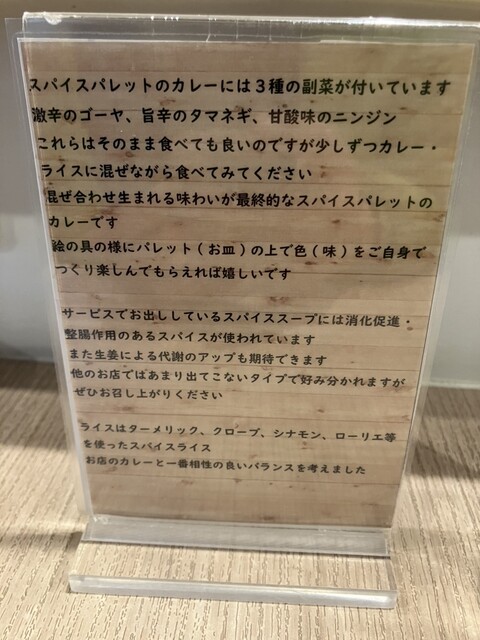 スパイスパレットのカレーには３種の副菜が付いています
激辛のゴーヤ、旨辛のタマネギ、甘酸味のニンジン
これらはそのまま食べても良いのですが少しずつカレー・
ライスに混ぜながら食べてみてください
混ぜ合わせ生まれる味わいが最終的なスパイスパレットの
カレーです
絵の具の様にパレット(お皿)の上で色(味)をご自身で
つくり楽しんでもらえれば嬉しいです
サービスでお出ししているスパイススープには消化促進・
整腸作用のあるスパイスが使われています
また生姜による代謝のアップも期待できます
他のお店ではあまり出てこないタイプで好み分かれますが
ぜひお召し上がりください
ライスはターメリック、クローブ、シナモン、ローリエ等
を使ったスパイスライス
お店のカレーと一番相性の良いバランスを考えました